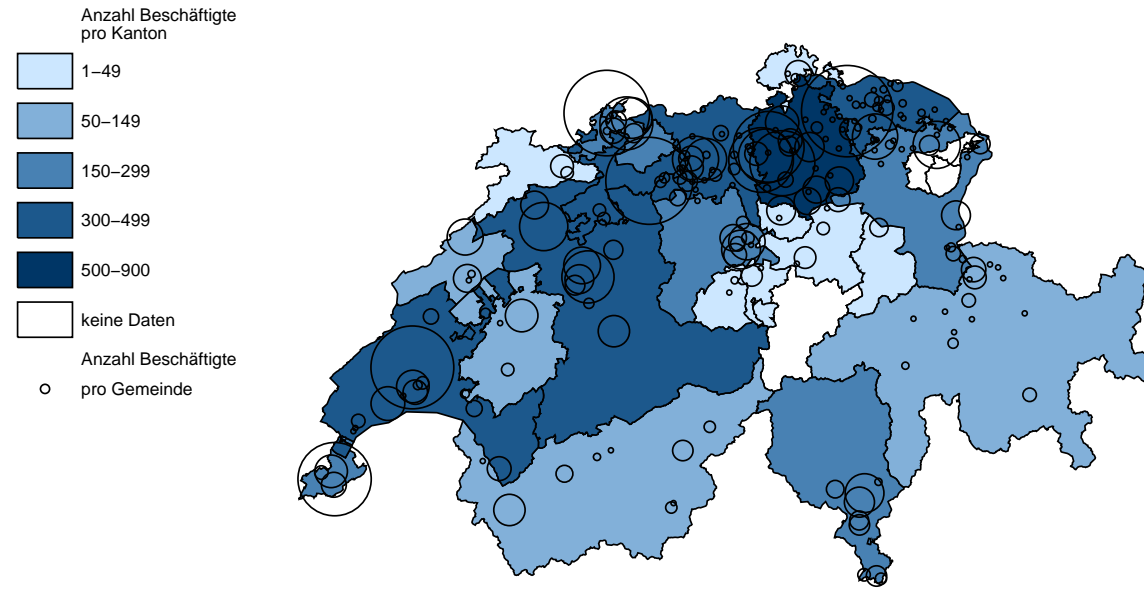 Anzahl Beschäftigte
pro Kanton
1−49
50−149
150−299
300−499
500−900
keine Daten
Anzahl Beschäftigte
pro Gemeinde